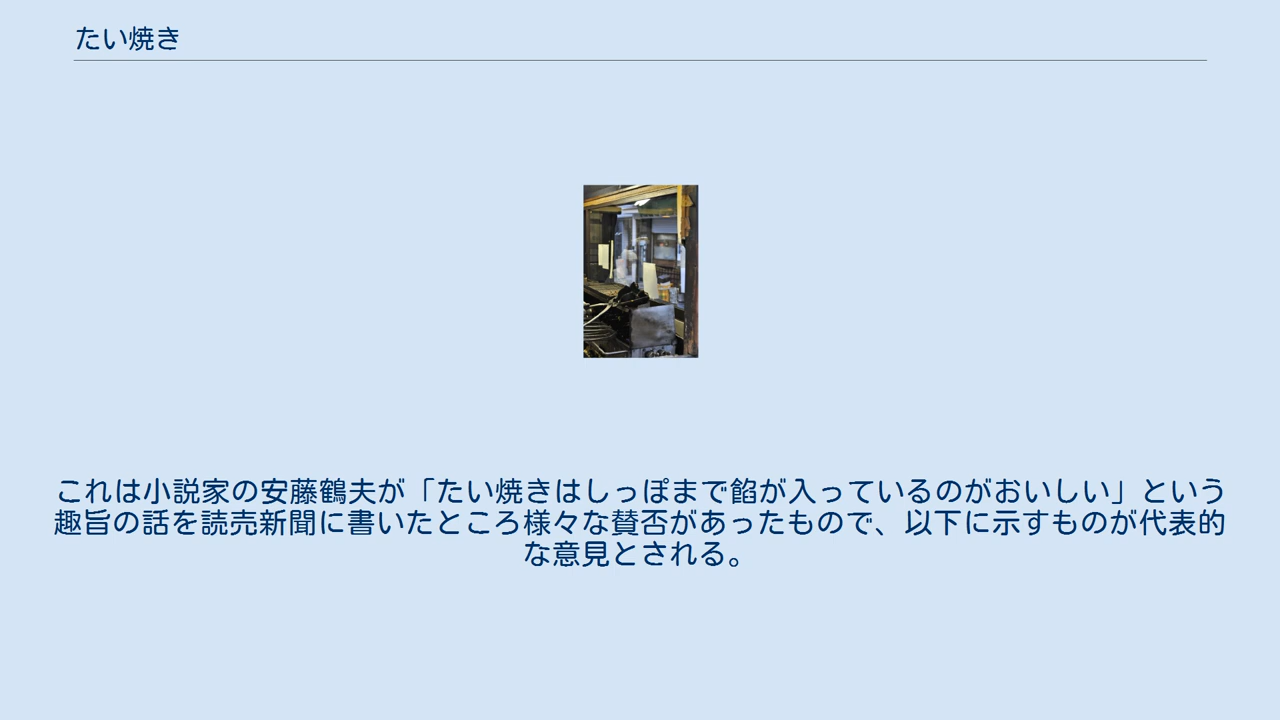 たい焼き
これは小説家の安藤鶴夫が「たい焼きはしっぽまで餡が入っているのがおいしい」という
趣旨の話を読売新聞に書いたところ様々な賛否があったもので、以下に示すものが代表的
な意見とされる。